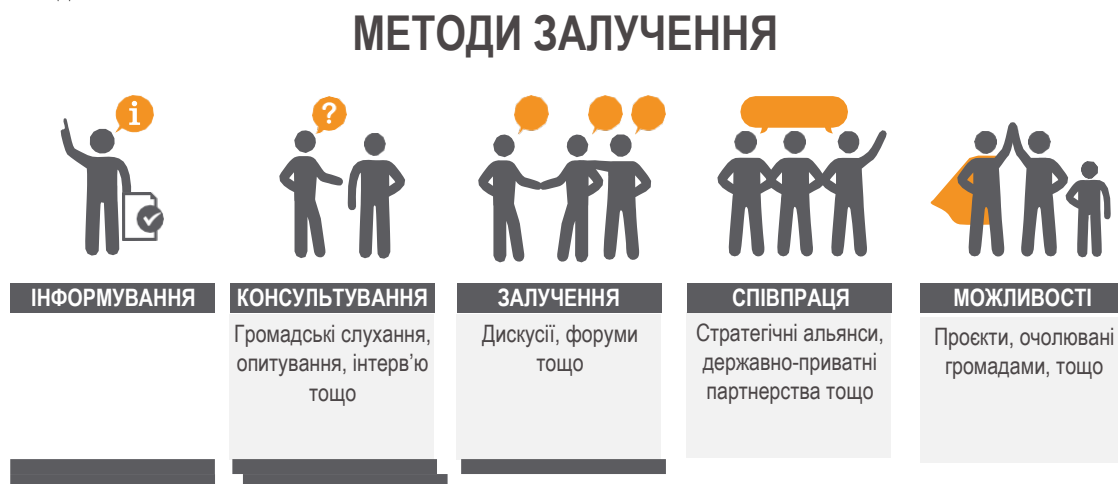 МЕТОДИ ЗАЛУЧЕННЯ
i
?
ІНФОРМУВАННЯ
КОНСУЛЬТУВАННЯ
Громадські слухання,
опитування, інтерв’ю
тощо
ЗАЛУЧЕННЯ
Дискусії, форуми
тощо
СПІВПРАЦЯ
Стратегічні альянси,
державно-приватні
партнерства тощо
МОЖЛИВОСТІ
Проєкти, очолювані
громадами, тощо